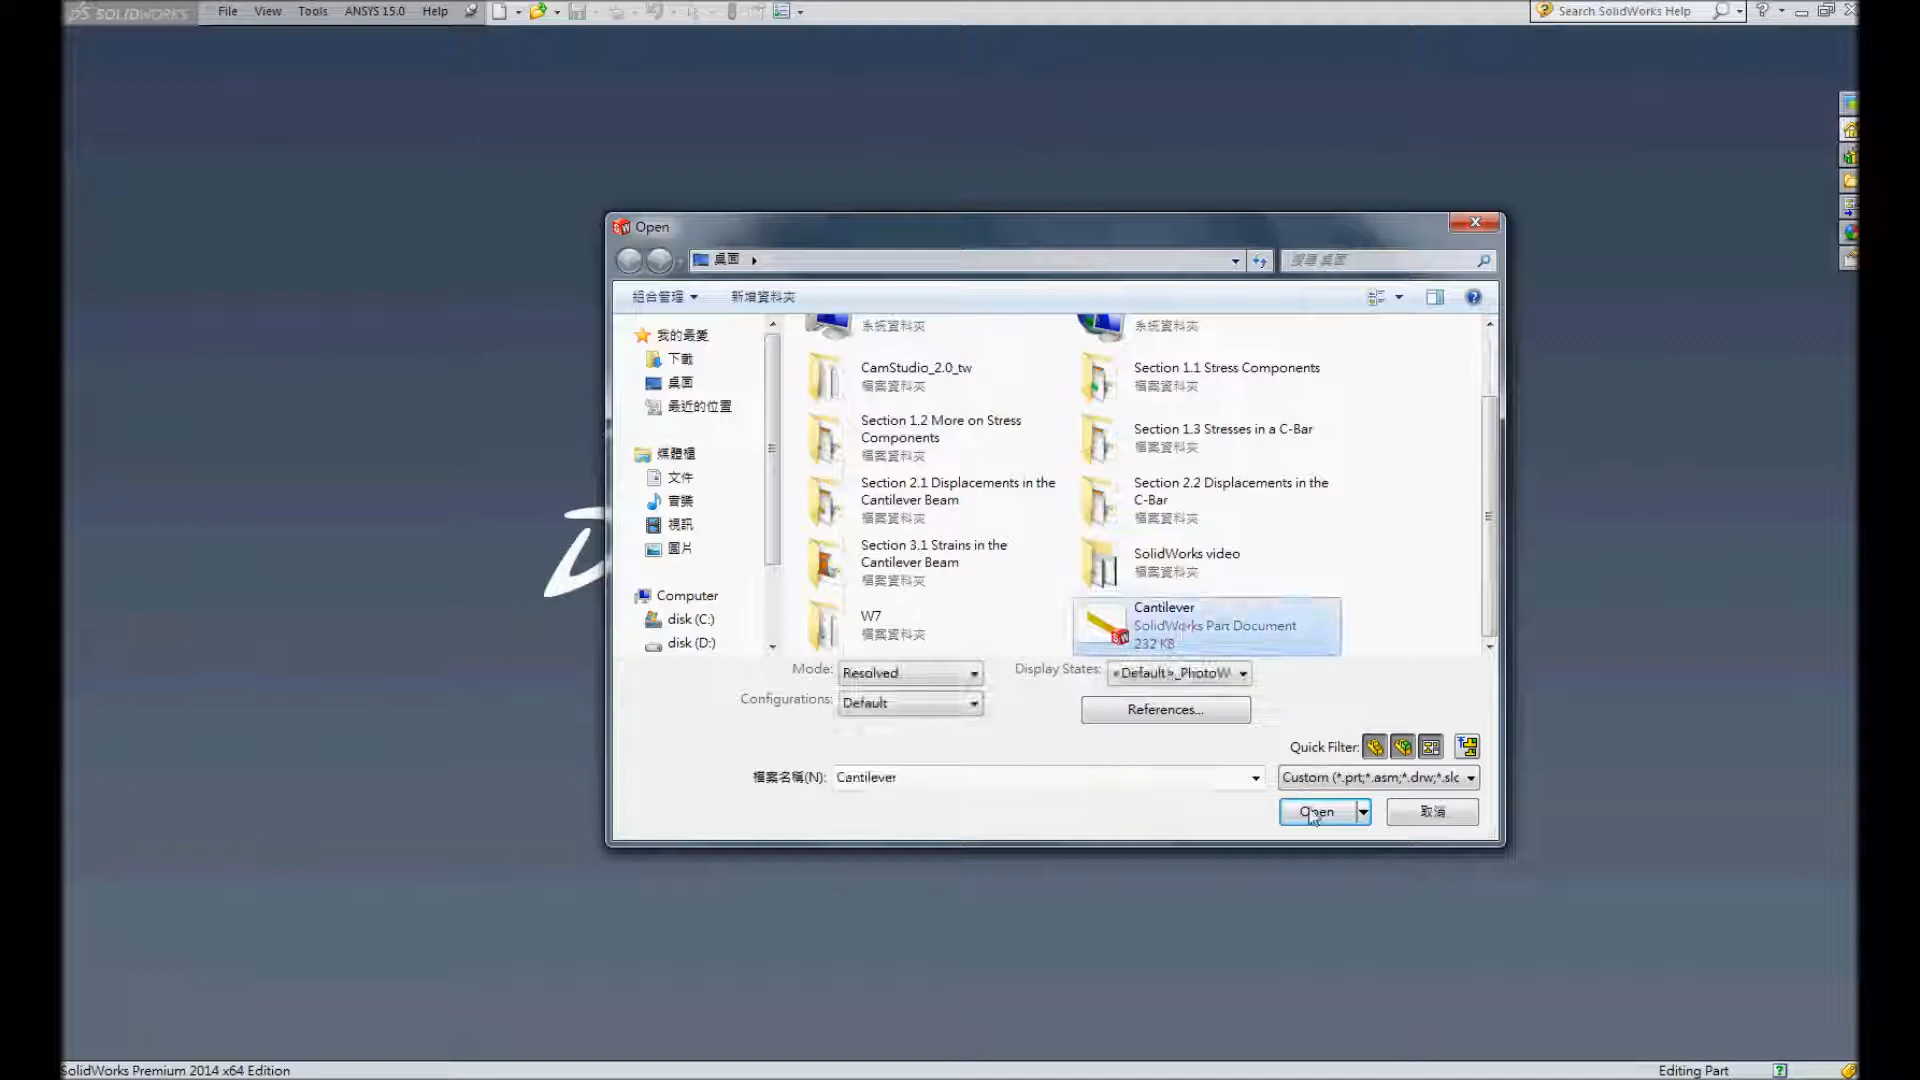 SOLIDWORKS File View Tools ANSYS 15.0 Help Search SolidWorks Help
Open
桌面
搜尋 桌面
組合管理 新增資料夾
我的最愛
下載
桌面
最近的位置
媒體櫃
文件
音樂
視訊
圖片
Computer
disk (C:)
disk (D:)
系統資料夾
系統資料夾
CamStudio_2.0_tw
檔案資料夾
Section 1.1 Stress Components
檔案資料夾
Section 1.2 More on Stress
Components
檔案資料夾
Section 1.3 Stresses in a C-Bar
檔案資料夾
Section 2.1 Displacements in the
Cantilever Beam
檔案資料夾
Section 2.2 Displacements in the
C-Bar
檔案資料夾
Section 3.1 Strains in the
Cantilever Beam
檔案資料夾
SolidWorks video
檔案資料夾
W7
檔案資料夾
Cantilever
SolidWorks Part Document
232 KB
Mode: Resolved Display States: <Default>_PhotoW
Configurations: Default References...
Quick Filter:
檔案名稱(N): Cantilever Custom (*.prt;*.asm;*.drw;*.slc
Open 取消
SolidWorks Premium 2014 x64 Edition Editing Part